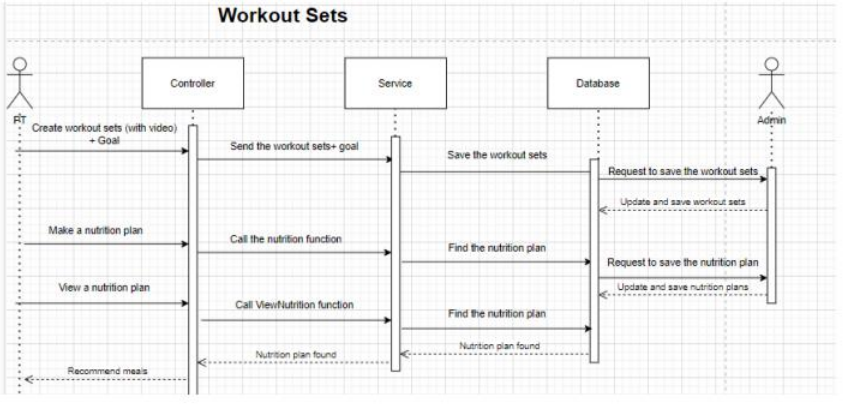 Workout Sets
Controller
Service
Database
PT
Admin
Create workout sets (with video)
+ Goal
Send the workout sets+ goal
Save the workout sets
Request to save the workout sets
Update and save workout sets
Make a nutrition plan
Call the nutrition function
Find the nutrition plan
Request to save the nutrition plan
Update and save nutrition plans
View a nutrition plan
Call ViewNutrition function
Find the nutrition plan
Nutrition plan found
Nutrition plan found
Recommend meals